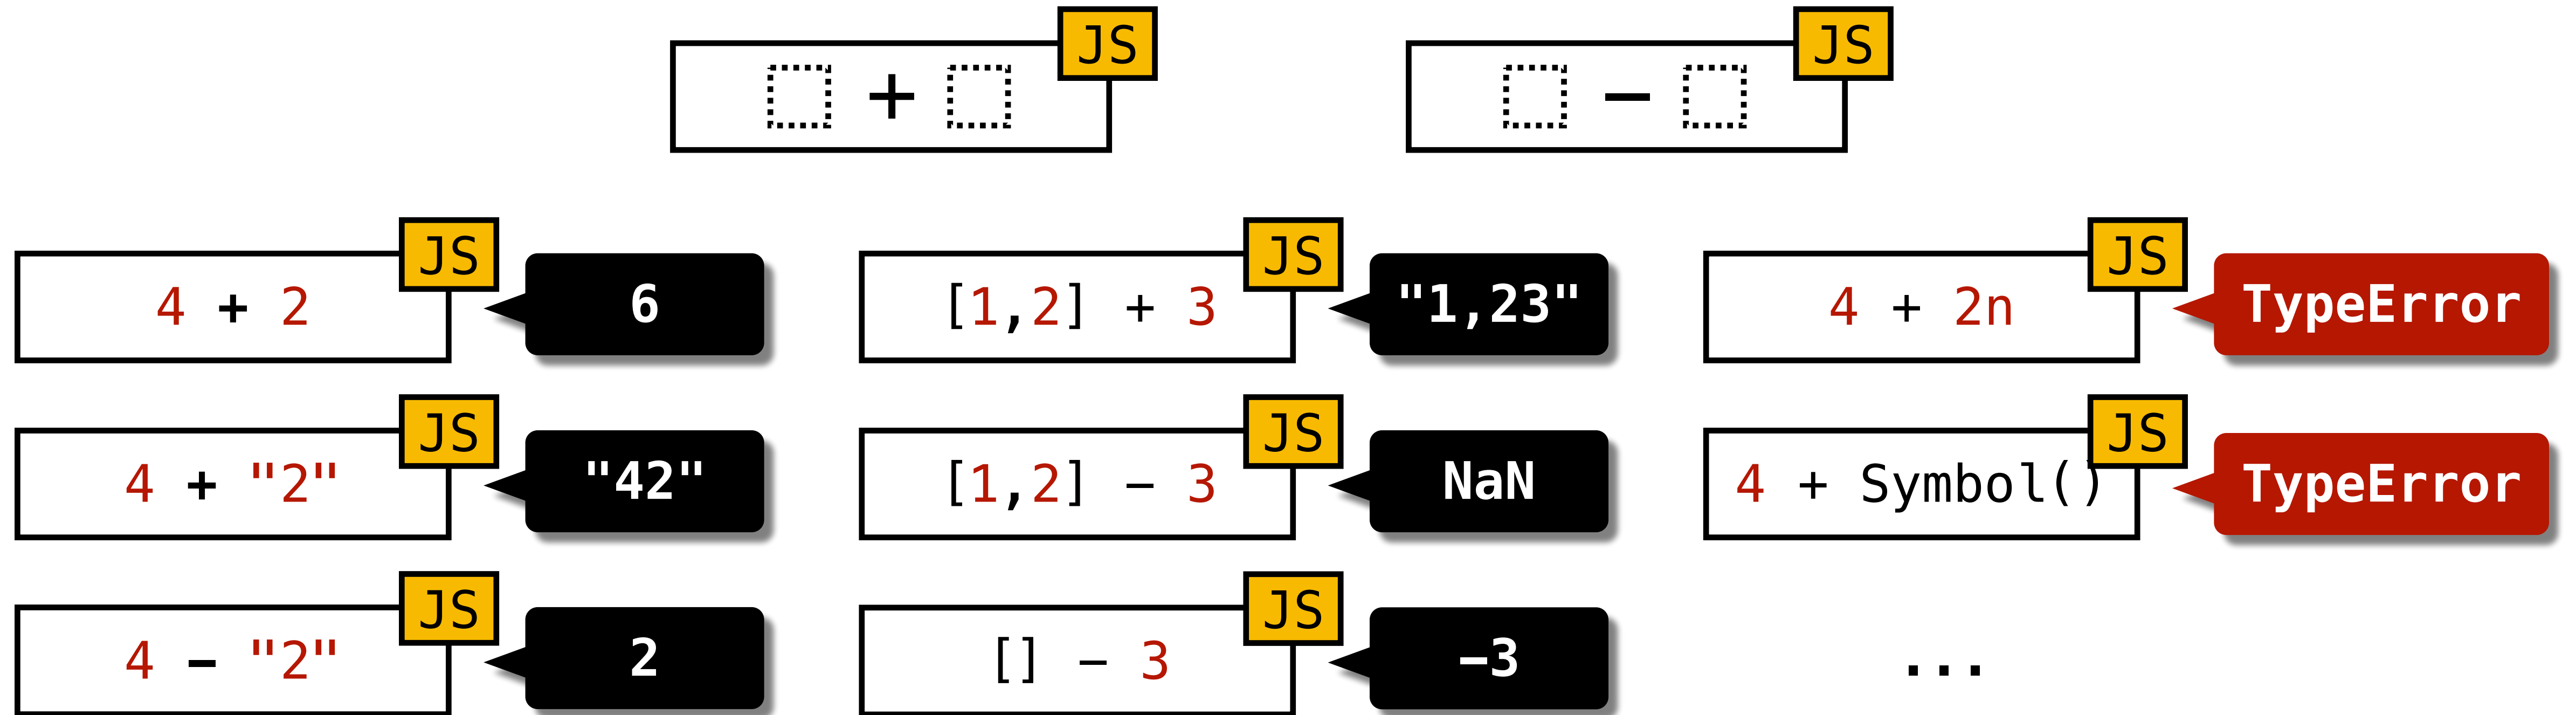 JS
□ + □
JS
□ − □
JS
4 + 2
6
JS
[1,2] + 3
"1,23"
JS
4 + 2n
TypeError
JS
4 + "2"
"42"
JS
[1,2] − 3
NaN
JS
4 + Symbol()
TypeError
JS
4 − "2"
2
JS
[] − 3
−3
...